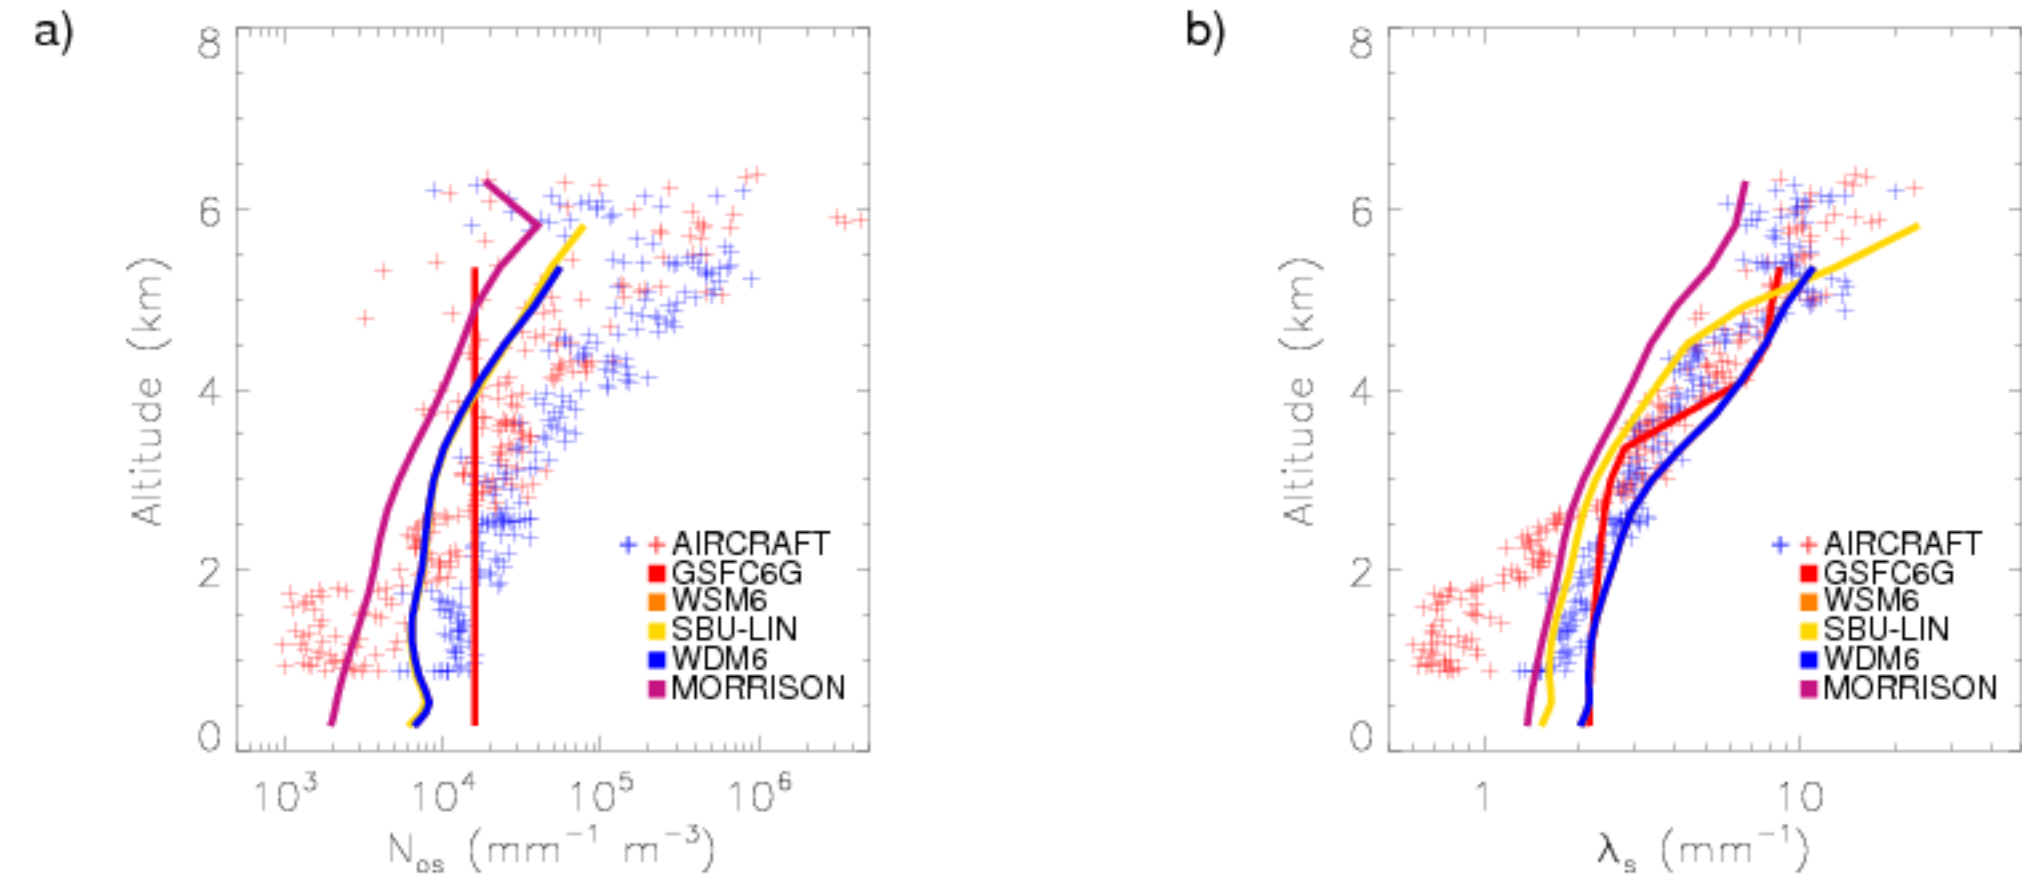 a)
8
6
4
2
0
Altitude (km)
10³ 10⁴ 10⁵ 10⁶
Nos (mm⁻¹ m⁻³)
AIRCRAFT
GSFC6G
WSM6
SBU-LIN
WDM6
MORRISON
b)
8
6
4
2
0
Altitude (km)
1 10
λs (mm⁻¹)
AIRCRAFT
GSFC6G
WSM6
SBU-LIN
WDM6
MORRISON